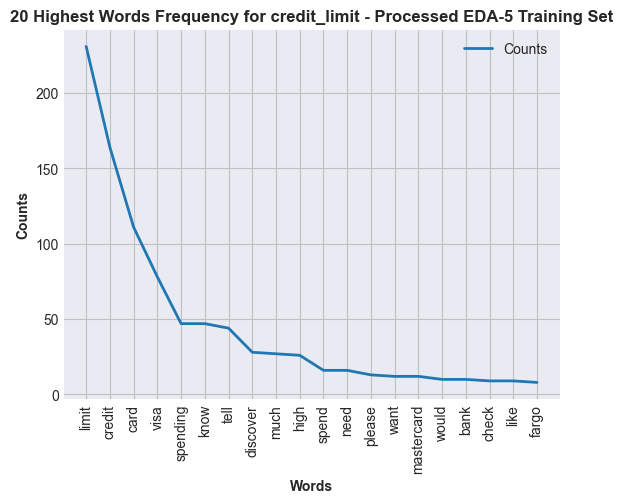 20 Highest Words Frequency for credit_limit - Processed EDA-5 Training Set
Counts
200
150
100
50
0
Counts
limit
credit
card
visa
spending
know
tell
discover
much
high
spend
need
please
want
mastercard
would
bank
check
like
fargo
Words